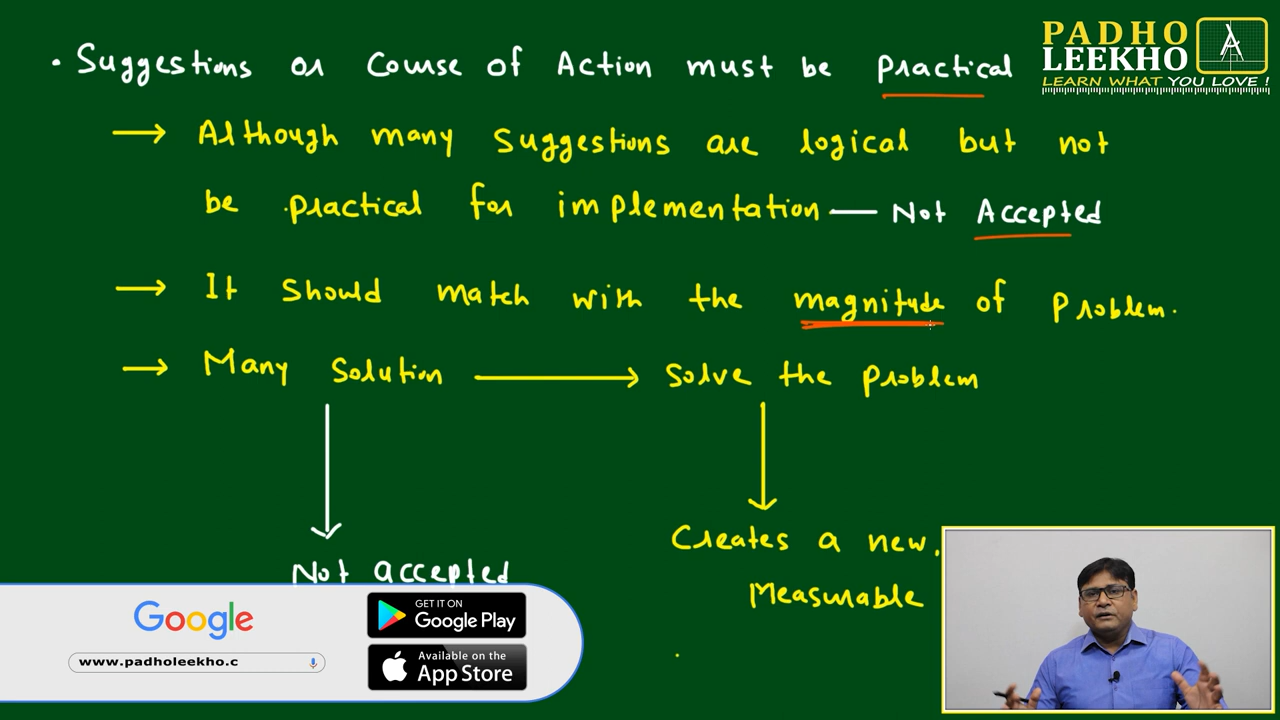 • Suggestions or Course of Action must be Practical
PADHO
LEEKHO
LEARN WHAT YOU LOVE !
→ Although many suggestions are logical but not
be practical for implementation — Not Accepted
→ It should match with the magnitude of problem.
→ Many Solution → Solve the problem
Creates a new.
Measurable
Not accepted
Google
www.padholeekho.c
GET IT ON
Google Play
Available on the
App Store